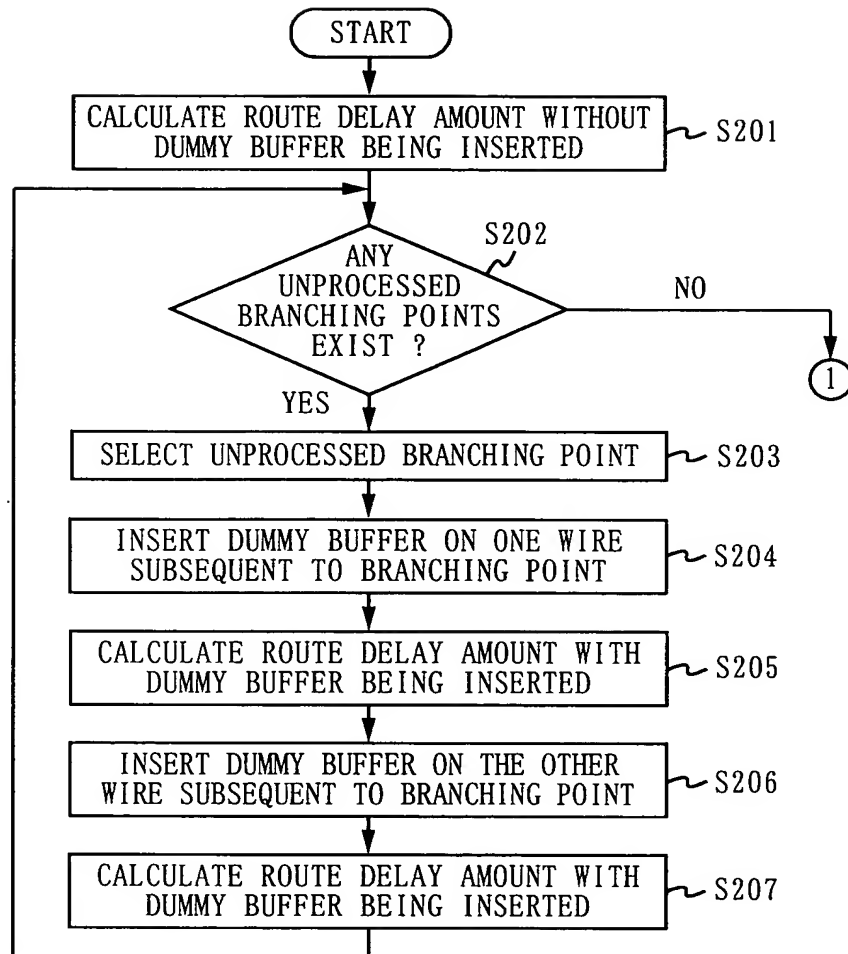 START
CALCULATE ROUTE DELAY AMOUNT WITHOUT
DUMMY BUFFER BEING INSERTED
S201
S202
ANY
UNPROCESSED
BRANCHING POINTS
EXIST ?
NO
1
YES
SELECT UNPROCESSED BRANCHING POINT
S203
INSERT DUMMY BUFFER ON ONE WIRE
SUBSEQUENT TO BRANCHING POINT
S204
CALCULATE ROUTE DELAY AMOUNT WITH
DUMMY BUFFER BEING INSERTED
S205
INSERT DUMMY BUFFER ON THE OTHER
WIRE SUBSEQUENT TO BRANCHING POINT
S206
CALCULATE ROUTE DELAY AMOUNT WITH
DUMMY BUFFER BEING INSERTED
S207